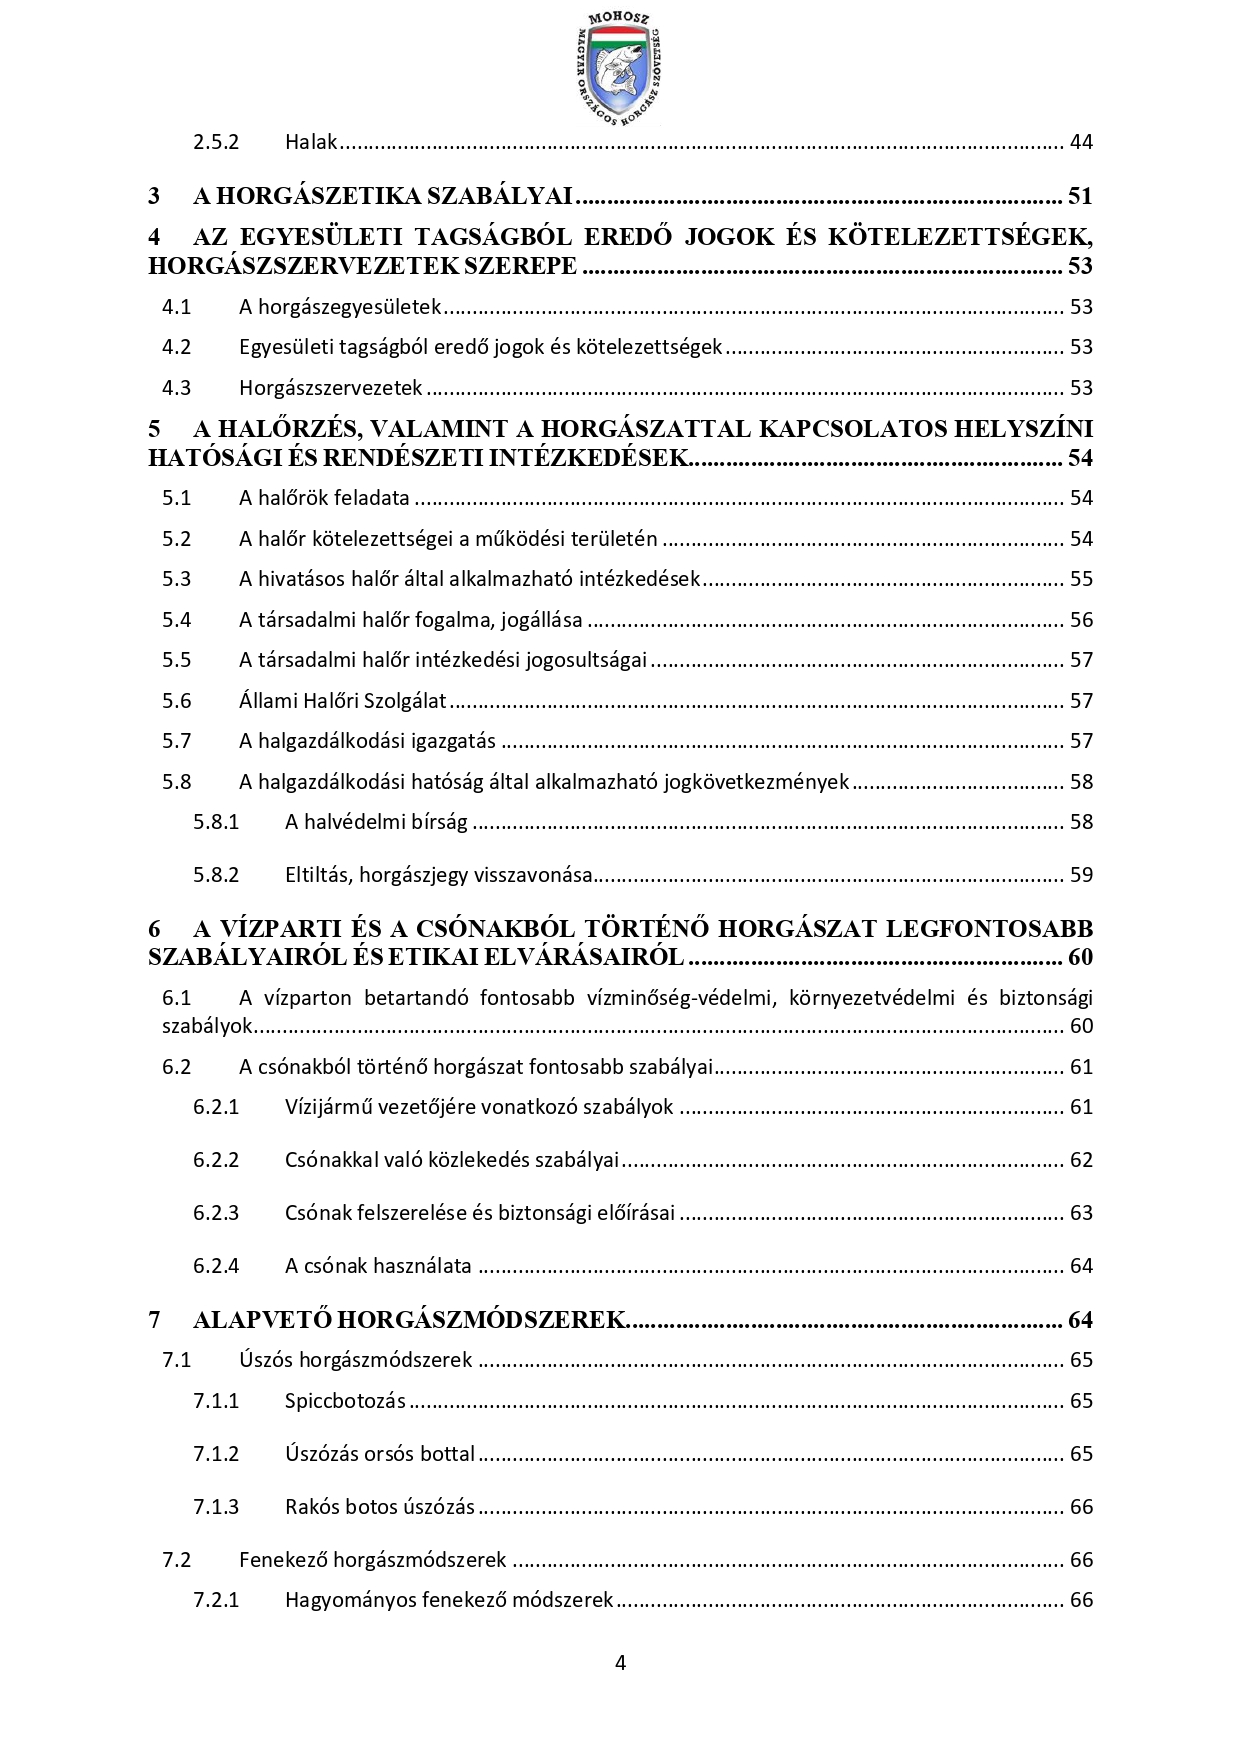 MOHOSZ
MAGYAR ORSZÁGOS HORGÁSZ SZÖVETSÉG
2.5.2 Halak 44
3 A HORGÁSZETIKA SZABÁLYAI 51
4 AZ EGYESÜLETI TAGSÁGBÓL EREDŐ JOGOK ÉS KÖTELEZETTSÉGEK,
HORGÁSZSZERVEZETEK SZEREPE 53
4.1 A horgászegyesületek 53
4.2 Egyesületi tagságból eredő jogok és kötelezettségek 53
4.3 Horgászszervezetek 53
5 A HALŐRZÉS, VALAMINT A HORGÁSZATTAL KAPCSOLATOS HELYSZÍNI
HATÓSÁGI ÉS RENDÉSZETI INTÉZKEDÉSEK 54
5.1 A halőrök feladata 54
5.2 A halőr kötelezettségei a működési területén 54
5.3 A hivatásos halőr által alkalmazható intézkedések 55
5.4 A társadalmi halőr fogalma, jogállása 56
5.5 A társadalmi halőr intézkedési jogosultságai 57
5.6 Állami Halőri Szolgálat 57
5.7 A halgazdálkodási igazgatás 57
5.8 A halgazdálkodási hatóság által alkalmazható jogkövetkezmények 58
5.8.1 A halvédelmi bírság 58
5.8.2 Eltiltás, horgászjegy visszavonása 59
6 A VÍZPARTI ÉS A CSÓNAKBÓL TÖRTÉNŐ HORGÁSZAT LEGFONTOSABB
SZABÁLYAIRÓL ÉS ETIKAI ELVÁRÁSAIRÓL 60
6.1 A vízparton betartandó fontosabb vízminőség-védelmi, környezetvédelmi és biztonsági
szabályok 60
6.2 A csónakból történő horgászat fontosabb szabályai 61
6.2.1 Vízijármű vezetőjére vonatkozó szabályok 61
6.2.2 Csónakkal való közlekedés szabályai 62
6.2.3 Csónak felszerelése és biztonsági előírásai 63
6.2.4 A csónak használata 64
7 ALAPVETŐ HORGÁSZMÓDSZEREK 64
7.1 Úszós horgászmódszerek 65
7.1.1 Spiccbotozás 65
7.1.2 Úszózás orsós bottal 65
7.1.3 Rakós botos úszózás 66
7.2 Fenekező horgászmódszerek 66
7.2.1 Hagyományos fenekező módszerek 66
4